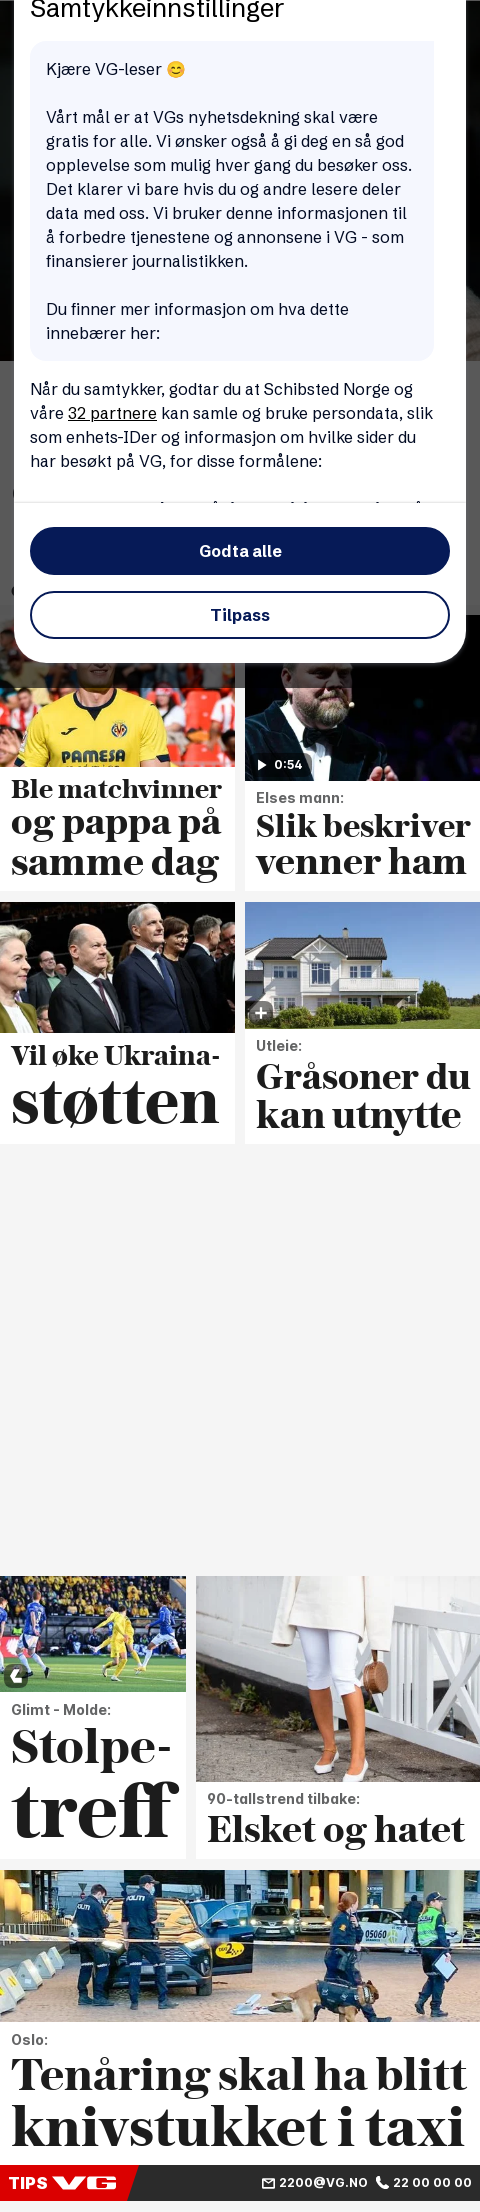 Samtykkeinnstillinger
Kjære VG-leser 😊
Vårt mål er at VGs nyhetsdekning skal være
gratis for alle. Vi ønsker også å gi deg en så god
opplevelse som mulig hver gang du besøker oss.
Det klarer vi bare hvis du og andre lesere deler
data med oss. Vi bruker denne informasjonen til
å forbedre tjenestene og annonsene i VG - som
finansierer journalistikken.
Du finner mer informasjon om hva dette
innebærer her:
Når du samtykker, godtar du at Schibsted Norge og
våre 32 partnere kan samle og bruke persondata, slik
som enhets-IDer og informasjon om hvilke sider du
har besøkt på VG, for disse formålene:
Godta alle
Tilpass
PAMESA
Ble matchvinner
og pappa på
samme dag
0:54
Elses mann:
Slik beskriver
venner ham
Vil øke Ukraina-
støtten
Utleie:
Gråsoner du
kan utnytte
Glimt - Molde:
Stolpe-
treff
90-tallstrend tilbake:
Elsket og hatet
POLITI
POLITI
TAXI
2
05060
Oslo:
Tenåring skal ha blitt
knivstukket i taxi
TIPS VG
2200@VG.NO
22 00 00 00